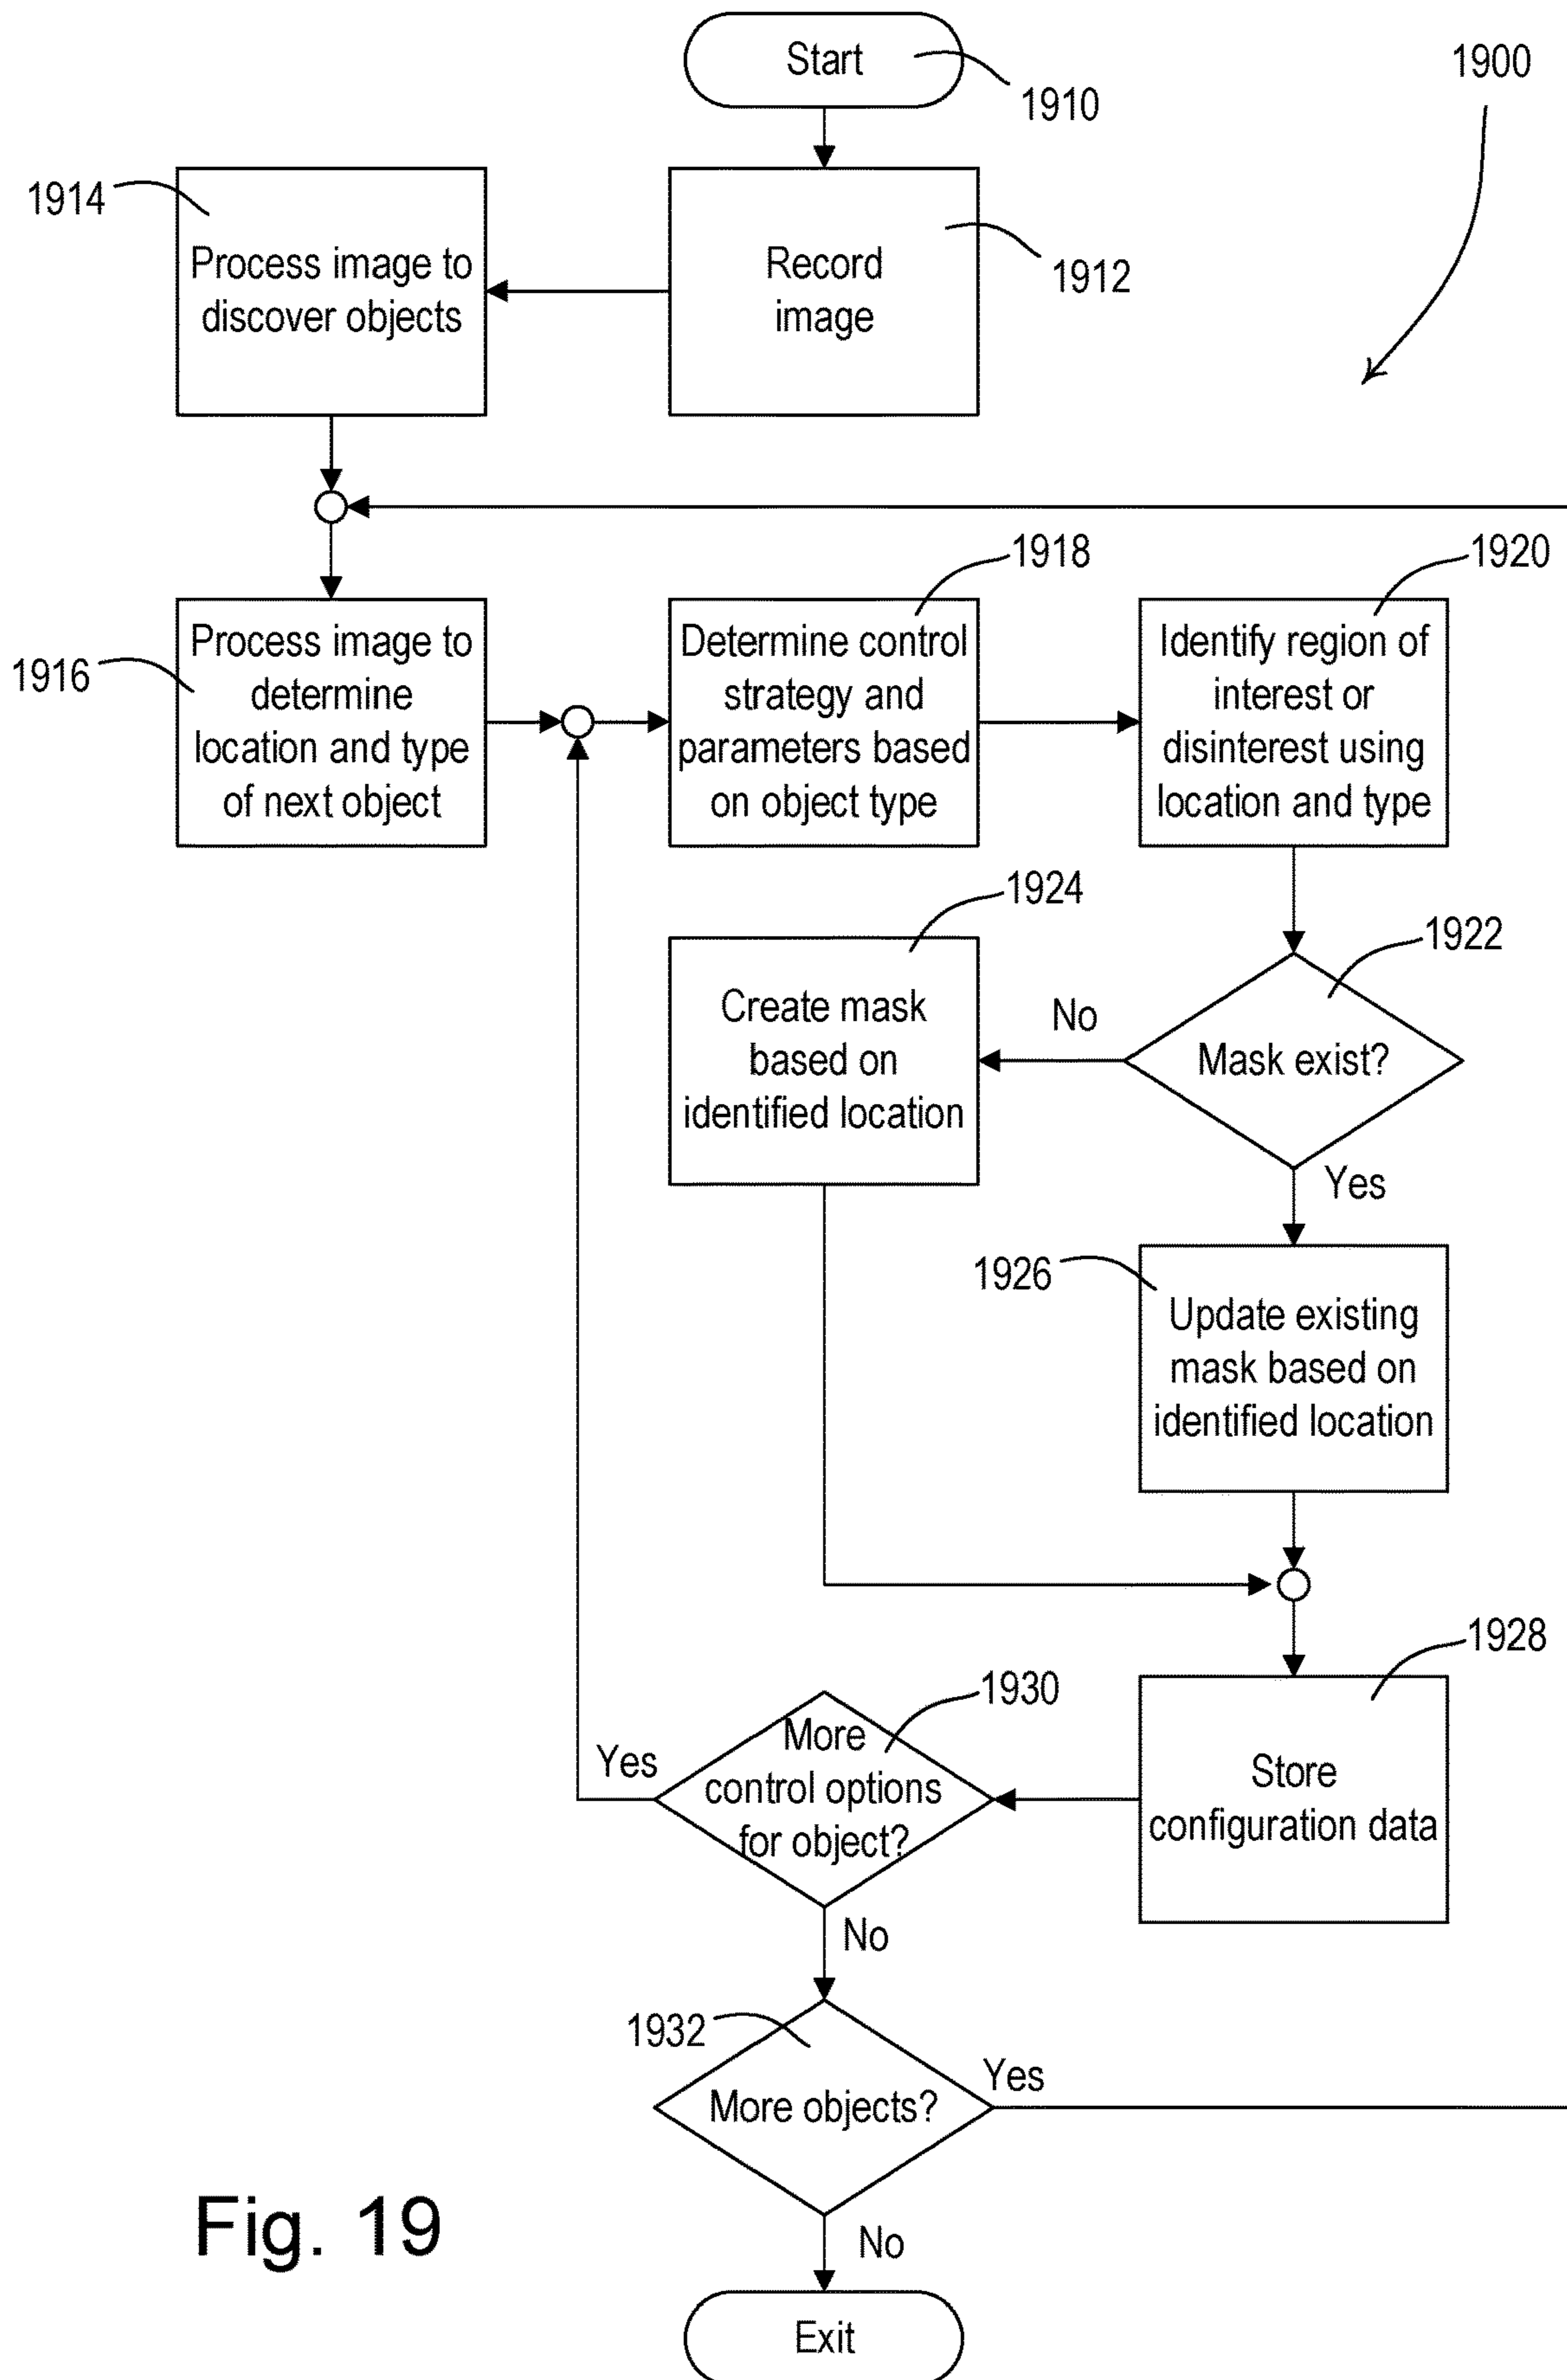 Start
1910
1900
1914
Process image to
discover objects
Record
image
1912
1916
Process image to
determine
location and type
of next object
1918
Determine control
strategy and
parameters based
on object type
1920
Identify region of
interest or
disinterest using
location and type
1924
Create mask
based on
identified location
No
1922
Mask exist?
Yes
1926
Update existing
mask based on
identified location
1928
Store
configuration data
1930
More
control options
for object?
Yes
No
1932
More objects?
Yes
No
Exit
Fig. 19